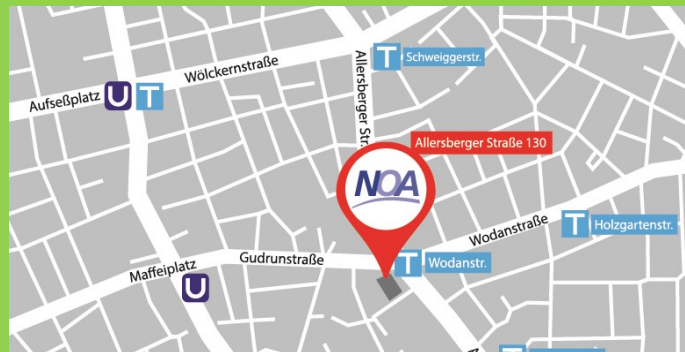 T Schweiggerstr.
Wölckernstraße
Aufseßplatz U T
Allersberger Str.
Allersberger Straße 130
NOA
Wodanstraße
T Holzgartenstr.
Gudrunstraße
T Wodanstr.
Maffeiplatz
U
T